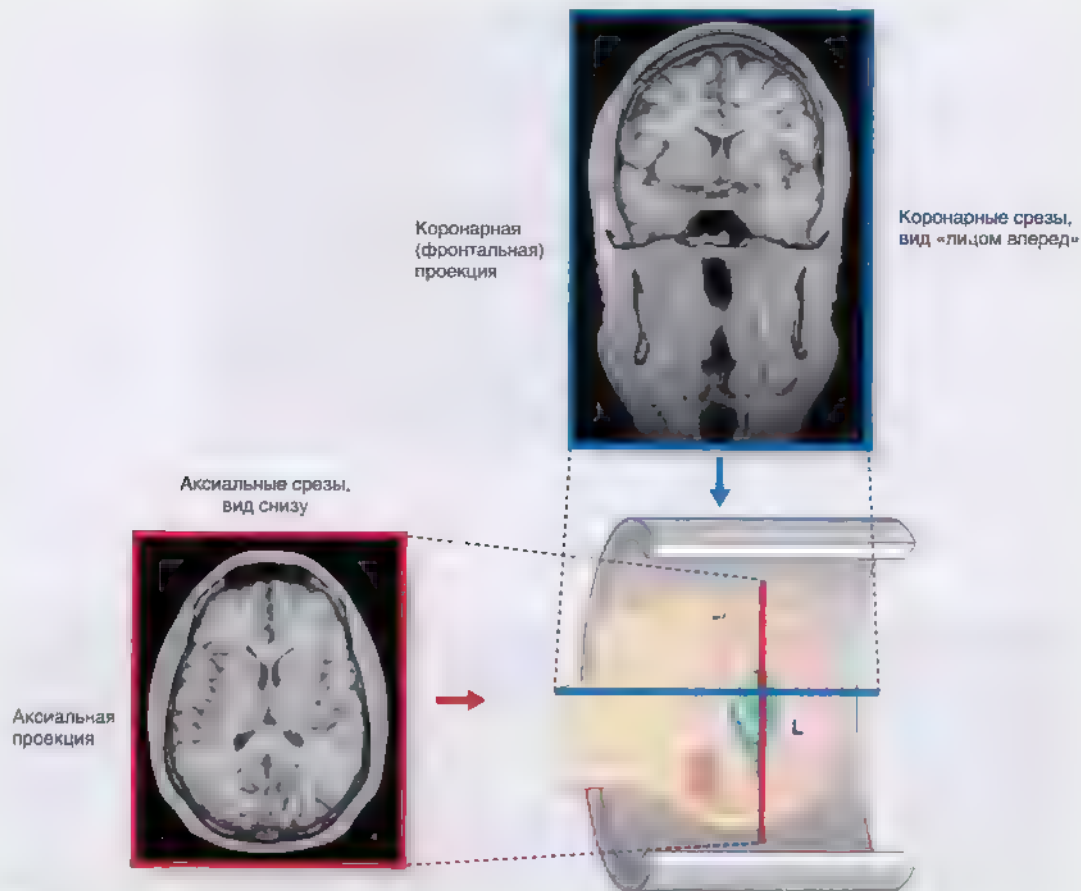 Коронарная
(фронтальная)
проекция
Коронарные срезы,
вид «лицом вперед»
Аксиальные срезы,
вид снизу
Аксиальная
проекция
L